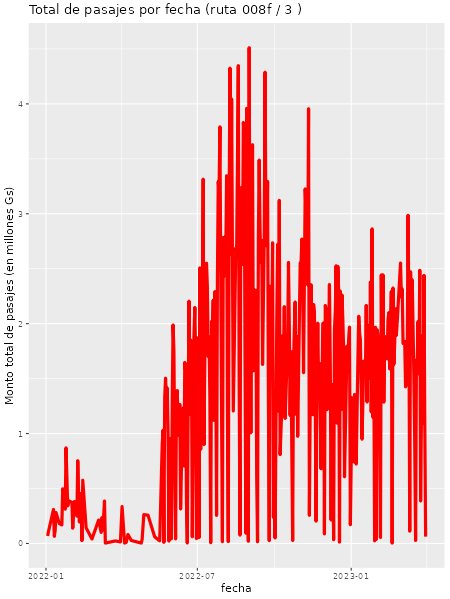 Total de pasajes por fecha (ruta 008f / 3 )
Monto total de pasajes (en millones Gs)
4
3
2
1
0
2022-01 2022-07 2023-01
fecha